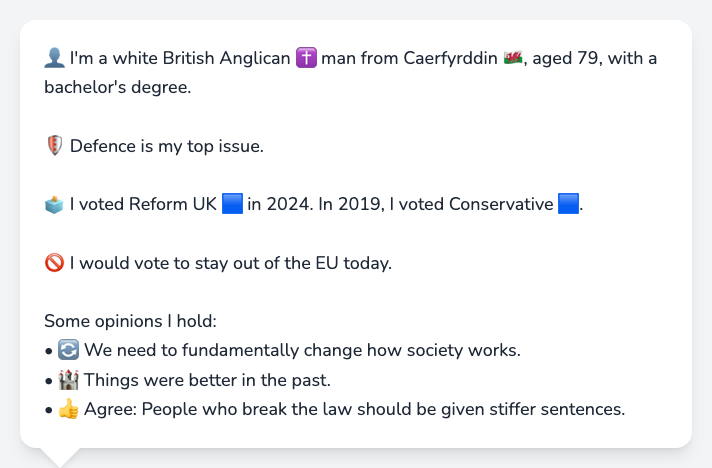 👤 I'm a white British Anglican ✝️ man from Caerfyrddin 🏴󠁧󠁢󠁷󠁬󠁳󠁿, aged 79, with a
bachelor's degree.
🛡️ Defence is my top issue.
🗳️ I voted Reform UK 🟦 in 2024. In 2019, I voted Conservative 🟦.
🚫 I would vote to stay out of the EU today.
Some opinions I hold:
• 🔄 We need to fundamentally change how society works.
• 🏰 Things were better in the past.
• 👍 Agree: People who break the law should be given stiffer sentences.